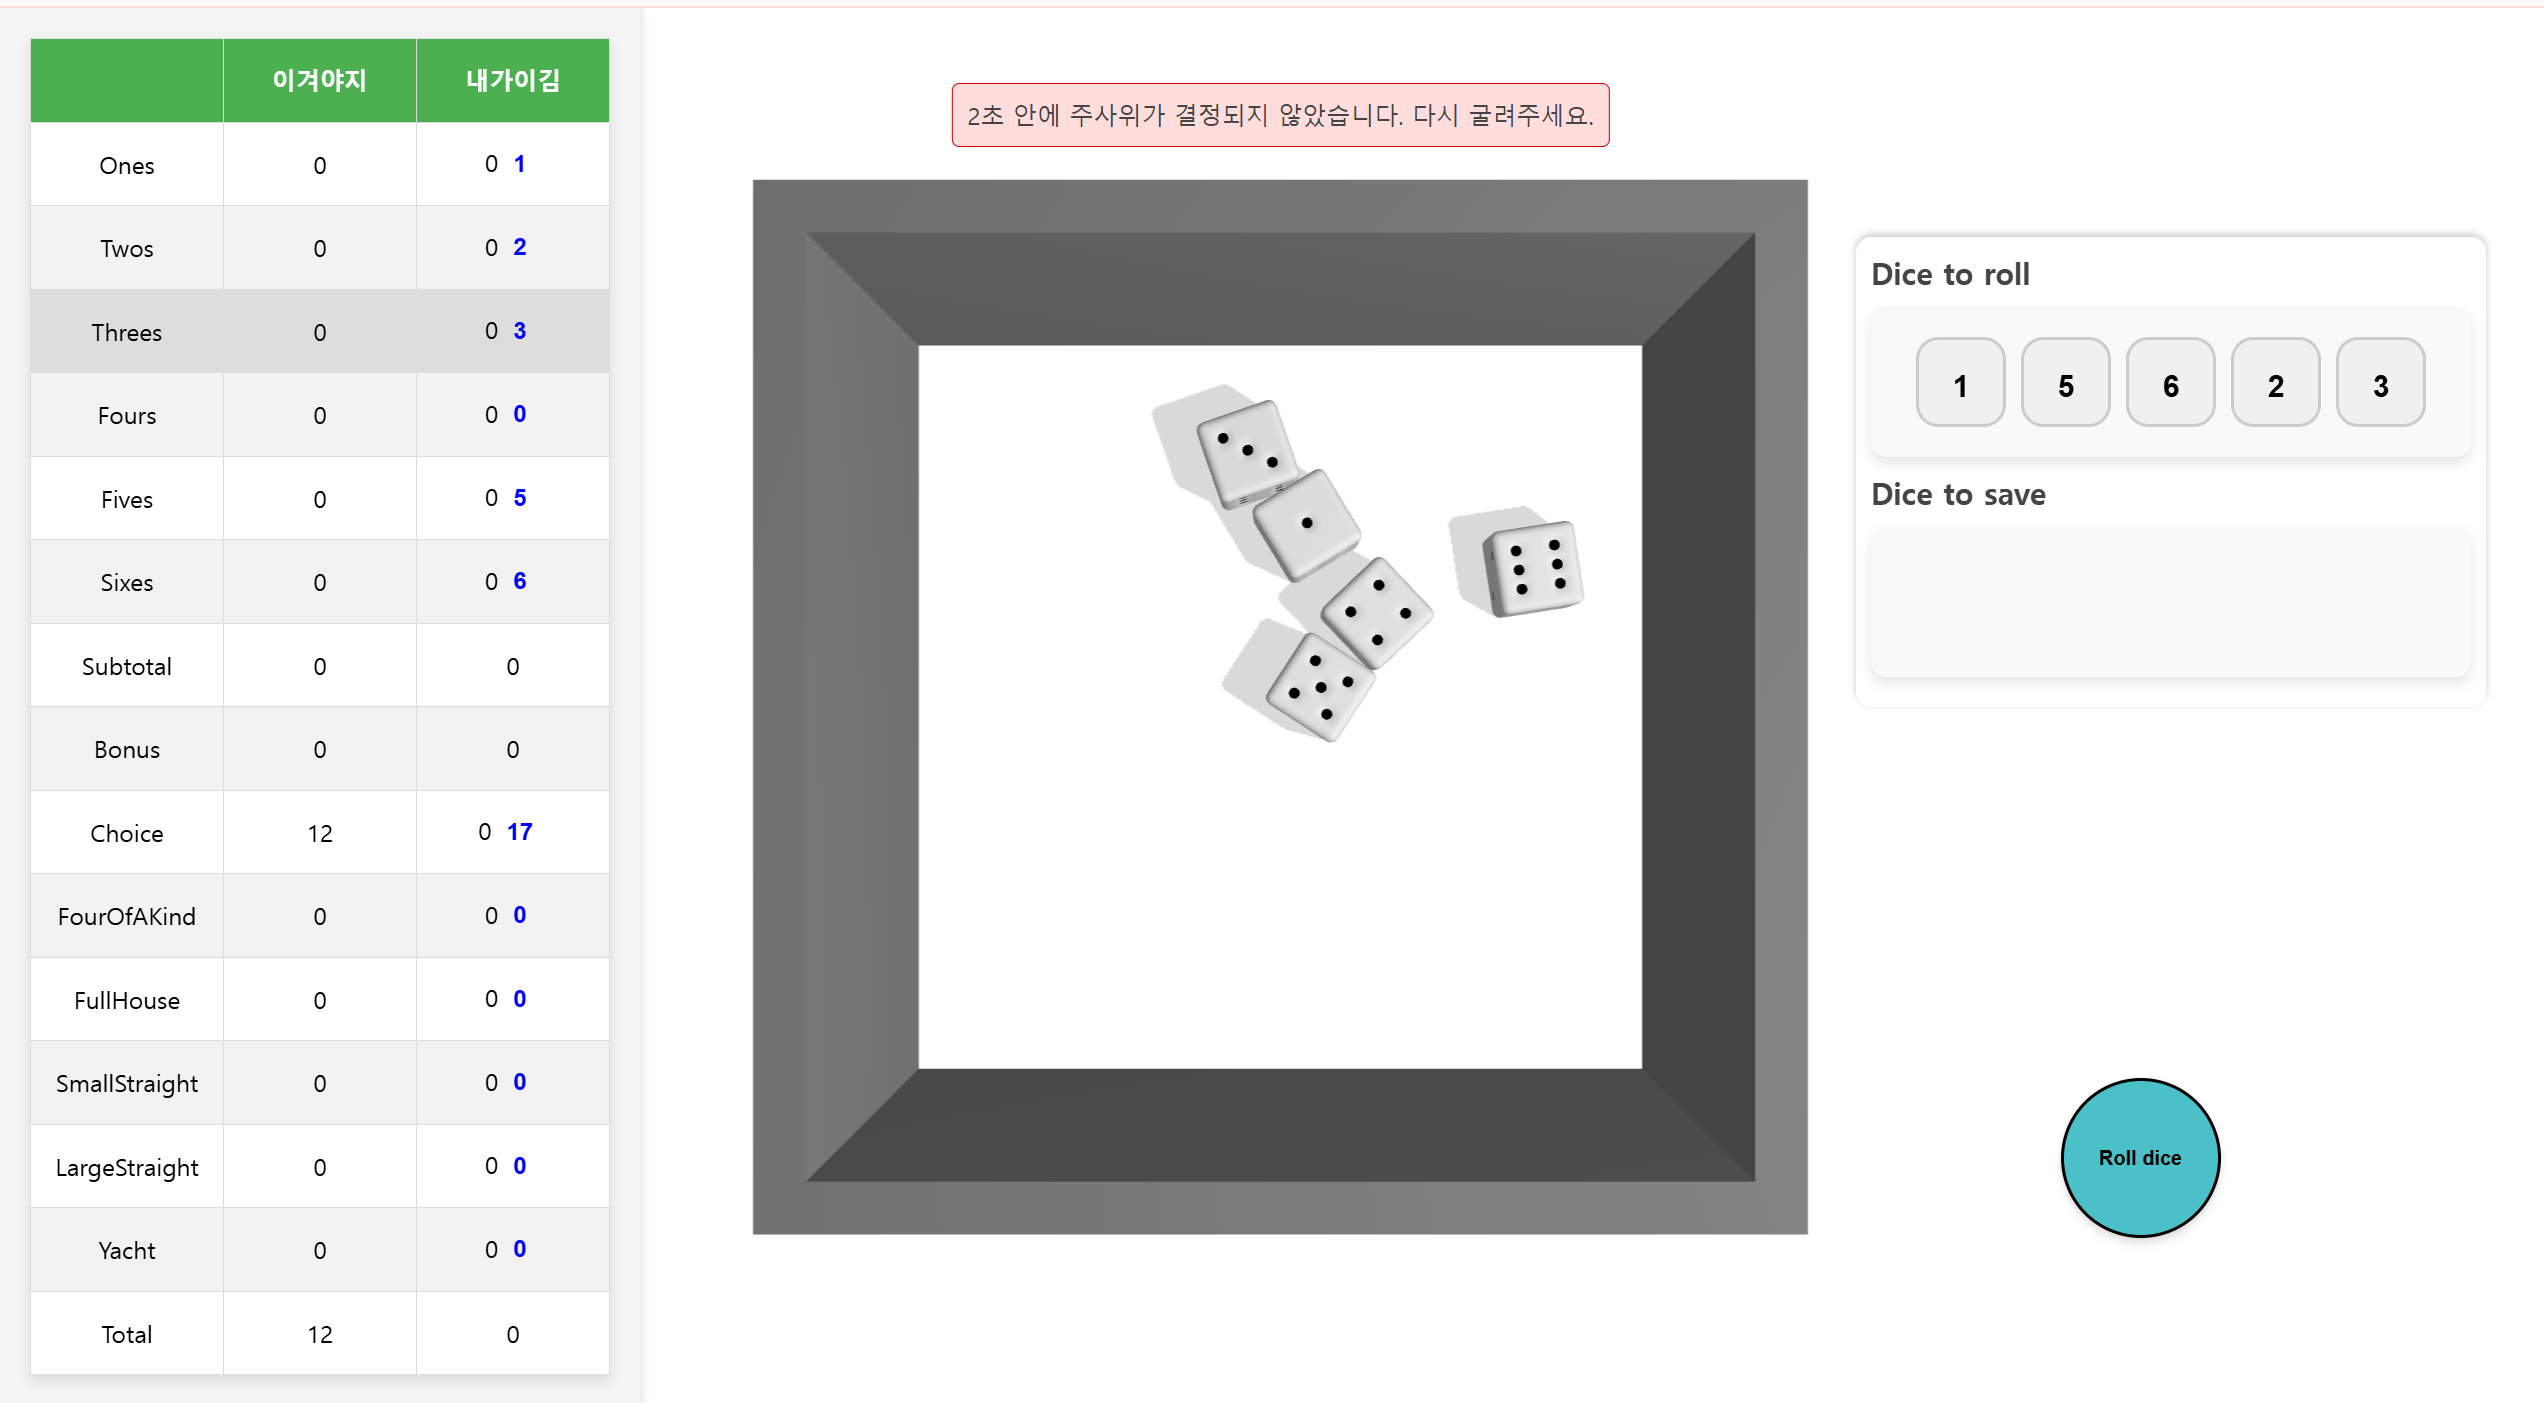 이겨야지 내가이김
Ones 0 0 1
Twos 0 0 2
Threes 0 0 3
Fours 0 0 0
Fives 0 0 5
Sixes 0 0 6
Subtotal 0 0
Bonus 0 0
Choice 12 0 17
FourOfAKind 0 0 0
FullHouse 0 0 0
SmallStraight 0 0 0
LargeStraight 0 0 0
Yacht 0 0 0
Total 12 0
2초 안에 주사위가 결정되지 않았습니다. 다시 굴려주세요.
Dice to roll
1 5 6 2 3
Dice to save
Roll dice